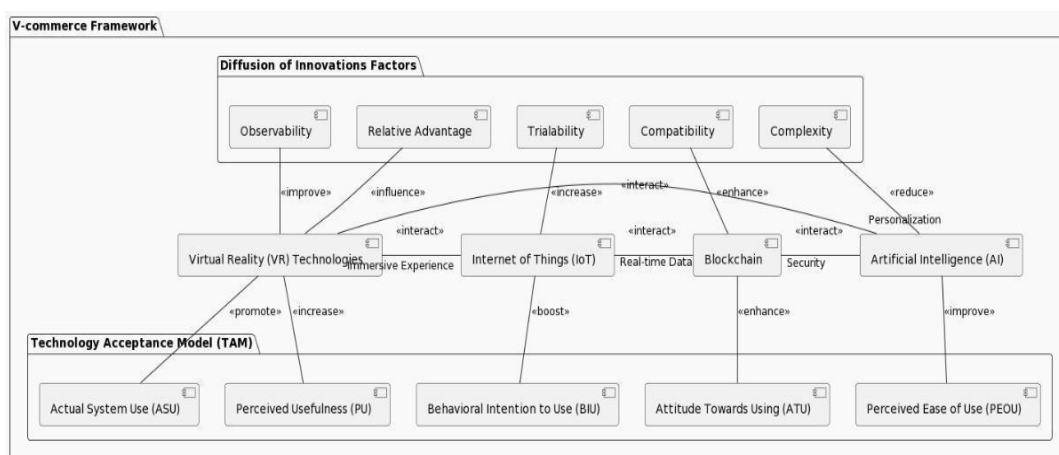 V-commerce Framework
Diffusion of Innovations Factors
Observability
Relative Advantage
Trialability
Compatibility
Complexity
«improve»
«influence»
«increase»
«interact»
«enhance»
«reduce»
Personalization
«interact»
«interact»
«interact»
Virtual Reality (VR) Technologies
Immersive Experience
Internet of Things (IoT)
Real-time Data
Blockchain
Security
Artificial Intelligence (AI)
«promote»
«increase»
«boost»
«enhance»
«improve»
Technology Acceptance Model (TAM)
Actual System Use (ASU)
Perceived Usefulness (PU)
Behavioral Intention to Use (BIU)
Attitude Towards Using (ATU)
Perceived Ease of Use (PEOU)